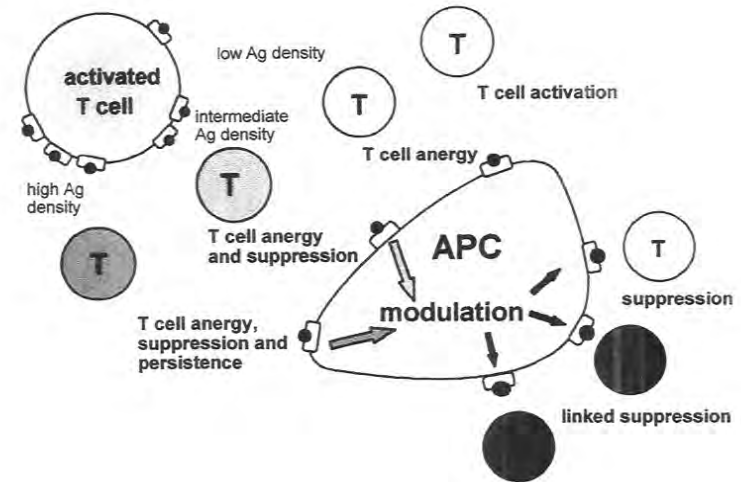 activated
T cell
low Ag density
T
T
T cell activation
intermediate
Ag density
T cell anergy
high Ag
density
T
T cell anergy
and suppression
APC
T
T
suppression
modulation
T cell anergy,
suppression and
persistence
linked suppression